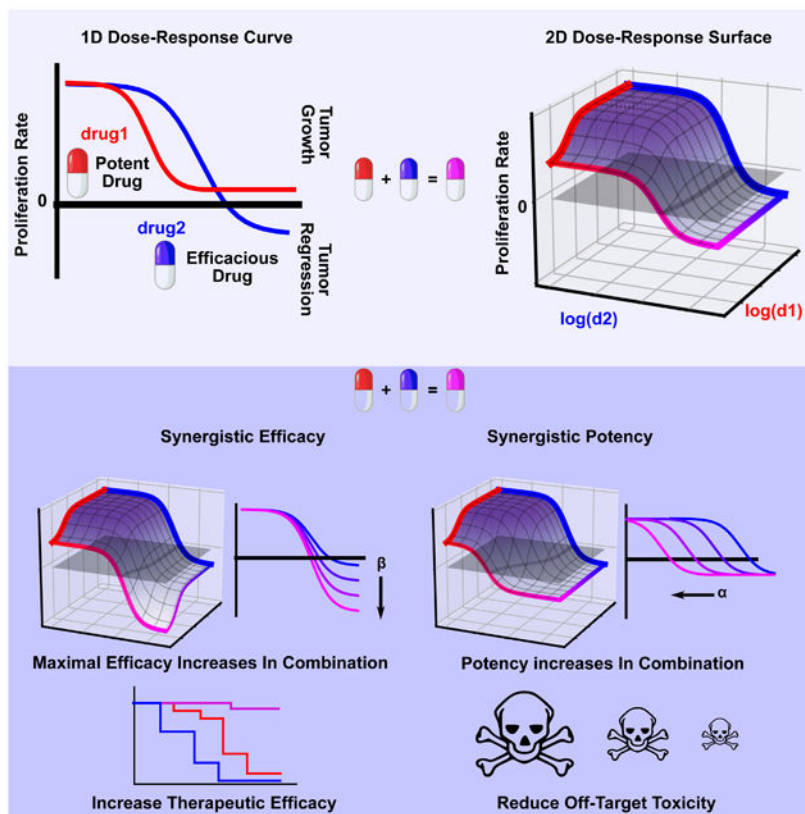 1D Dose-Response Curve
2D Dose-Response Surface
Proliferation Rate
0
drug1
Potent
Drug
drug2
Efficacious
Drug
Tumor
Growth
Tumor
Regression
+ =
Proliferation Rate
0
log(d2)
log(d1)
+ =
Synergistic Efficacy
Synergistic Potency
β
α
Maximal Efficacy Increases In Combination
Potency increases In Combination
Increase Therapeutic Efficacy
Reduce Off-Target Toxicity